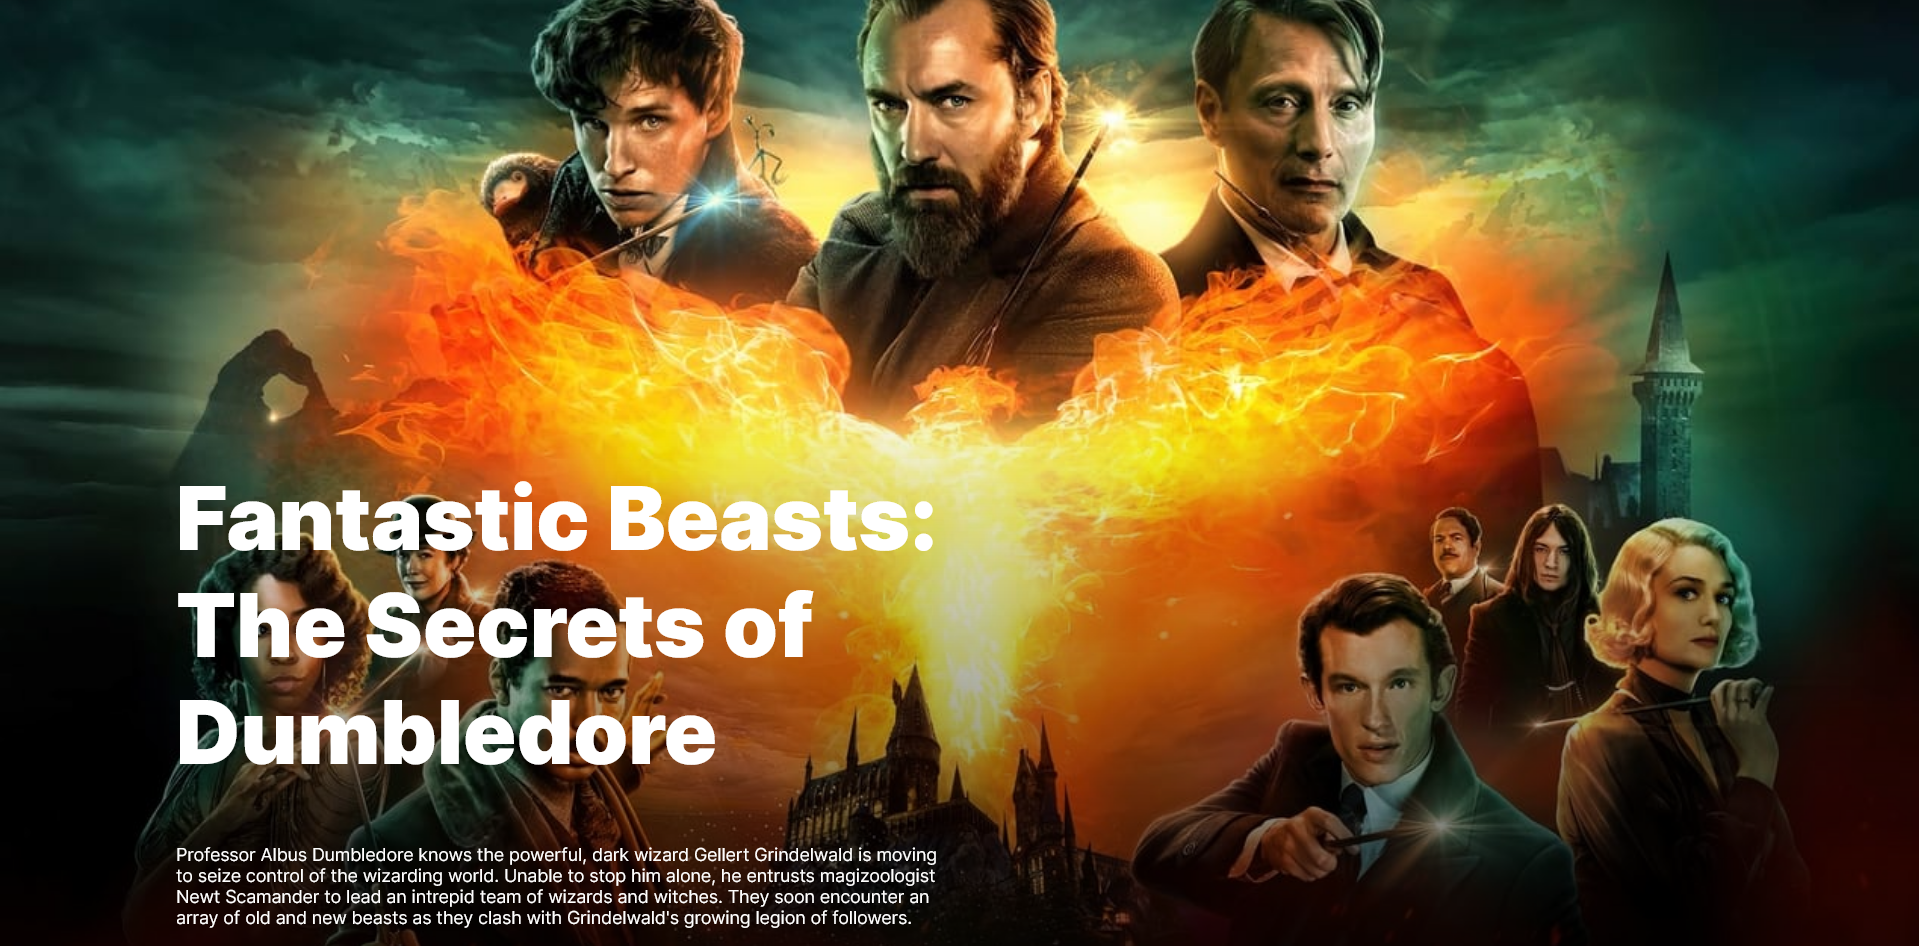 Fantastic Beasts:
The Secrets of
Dumbledore
Professor Albus Dumbledore knows the powerful, dark wizard Gellert Grindelwald is moving
to seize control of the wizarding world. Unable to stop him alone, he entrusts magizoologist
Newt Scamander to lead an intrepid team of wizards and witches. They soon encounter an
array of old and new beasts as they clash with Grindelwald's growing legion of followers.